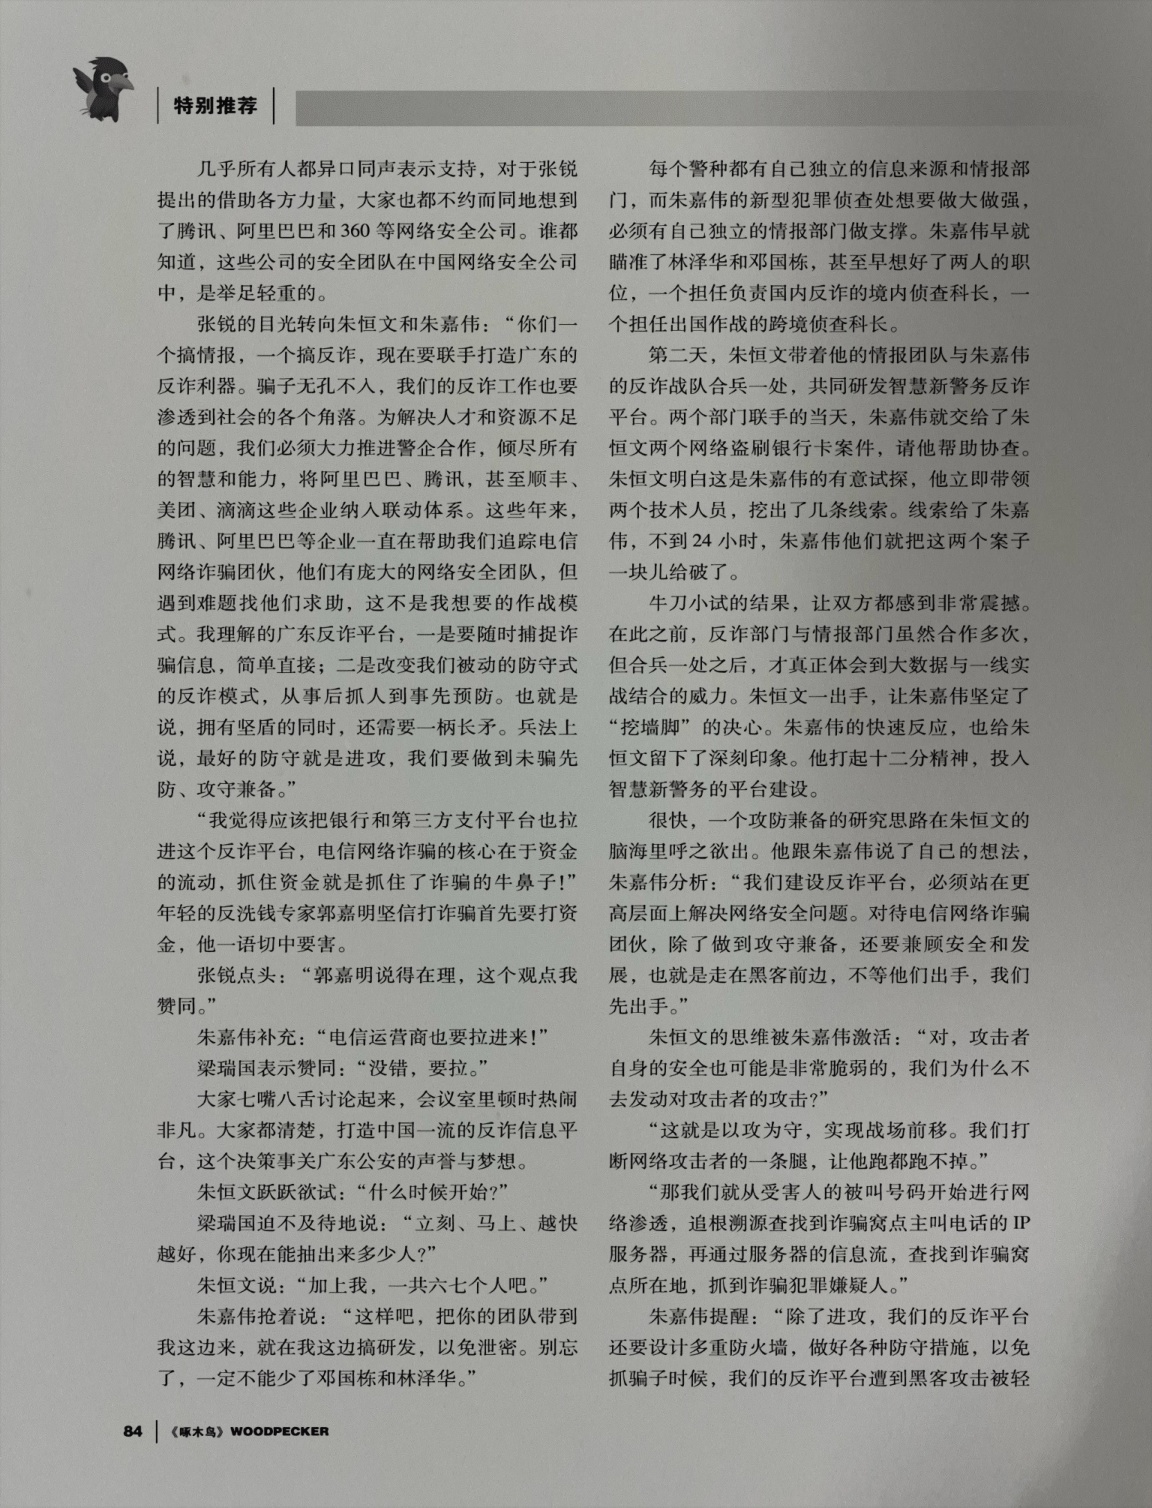 特别推荐
几乎所有人都异口同声表示支持，对于张锐
提出的借助各方力量，大家也都不约而同地想到
了腾讯、阿里巴巴和 360 等网络安全公司。谁都
知道，这些公司的安全团队在中国网络安全公司
中，是举足轻重的。
张锐的目光转向朱恒文和朱嘉伟：“你们一
个搞情报，一个搞反诈，现在要联手打造广东的
反诈利器。骗子无孔不入，我们的反诈工作也要
渗透到社会的各个角落。为解决人才和资源不足
的问题，我们必须大力推进警企合作，倾尽所有
的智慧和能力，将阿里巴巴、腾讯，甚至顺丰、
美团、滴滴这些企业纳入联动体系。这些年来，
腾讯、阿里巴巴等企业一直在帮助我们追踪电信
网络诈骗团伙，他们有庞大的网络安全团队，但
遇到难题找他们求助，这不是我想要的作战模
式。我理解的广东反诈平台，一是要随时捕捉诈
骗信息，简单直接；二是改变我们被动的防守式
的反诈模式，从事后抓人到事先预防。也就是
说，拥有坚盾的同时，还需要一柄长矛。兵法上
说，最好的防守就是进攻，我们要做到未骗先
防、攻守兼备。”
“我觉得应该把银行和第三方支付平台也拉
进这个反诈平台，电信网络诈骗的核心在于资金
的流动，抓住资金就是抓住了诈骗的牛鼻子！”
年轻的反洗钱专家郭嘉明坚信打诈骗首先要打资
金，他一语切中要害。
张锐点头：“郭嘉明说得在理，这个观点我
赞同。”
朱嘉伟补充：“电信运营商也要拉进来！”
梁瑞国表示赞同：“没错，要拉。”
大家七嘴八舌讨论起来，会议室里顿时热闹
非凡。大家都清楚，打造中国一流的反诈信息平
台，这个决策事关广东公安的声誉与梦想。
朱恒文跃跃欲试：“什么时候开始？”
梁瑞国迫不及待地说：“立刻、马上、越快
越好，你现在能抽出来多少人？”
朱恒文说：“加上我，一共六七个人吧。”
朱嘉伟抢着说：“这样吧，把你的团队带到
我这边来，就在我这边搞研发，以免泄密。别忘
了，一定不能少了邓国栋和林泽华。”
每个警种都有自己独立的信息来源和情报部
门，而朱嘉伟的新型犯罪侦查处想要做大做强，
必须有自己独立的情报部门做支撑。朱嘉伟早就
瞄准了林泽华和邓国栋，甚至早想好了两人的职
位，一个担任负责国内反诈的境内侦查科长，一
个担任出国作战的跨境侦查科长。
第二天，朱恒文带着他的情报团队与朱嘉伟
的反诈战队合兵一处，共同研发智慧新警务反诈
平台。两个部门联手的当天，朱嘉伟就交给了朱
恒文两个网络盗刷银行卡案件，请他帮助协查。
朱恒文明白这是朱嘉伟的有意试探，他立即带领
两个技术人员，挖出了几条线索。线索给了朱嘉
伟，不到 24 小时，朱嘉伟他们就把这两个案子
一块儿给破了。
牛刀小试的结果，让双方都感到非常震撼。
在此之前，反诈部门与情报部门虽然合作多次，
但合兵一处之后，才真正体会到大数据与一线实
战结合的威力。朱恒文一出手，让朱嘉伟坚定了
“挖墙脚”的决心。朱嘉伟的快速反应，也给朱
恒文留下了深刻印象。他打起十二分精神，投入
智慧新警务的平台建设。
很快，一个攻防兼备的研究思路在朱恒文的
脑海里呼之欲出。他跟朱嘉伟说了自己的想法，
朱嘉伟分析：“我们建设反诈平台，必须站在更
高层面上解决网络安全问题。对待电信网络诈骗
团伙，除了做到攻守兼备，还要兼顾安全和发
展，也就是走在黑客前边，不等他们出手，我们
先出手。”
朱恒文的思维被朱嘉伟激活：“对，攻击者
自身的安全也可能是非常脆弱的，我们为什么不
去发动对攻击者的攻击？”
“这就是以攻为守，实现战场前移。我们打
断网络攻击者的一条腿，让他跑都跑不掉。”
“那我们就从受害人的被叫号码开始进行网
络渗透，追根溯源查找到诈骗窝点主叫电话的 IP
服务器，再通过服务器的信息流，查找到诈骗窝
点所在地，抓到诈骗犯罪嫌疑人。”
朱嘉伟提醒：“除了进攻，我们的反诈平台
还要设计多重防火墙，做好各种防守措施，以免
抓骗子时候，我们的反诈平台遭到黑客攻击被轻
84 《啄木鸟》WOODPECKER